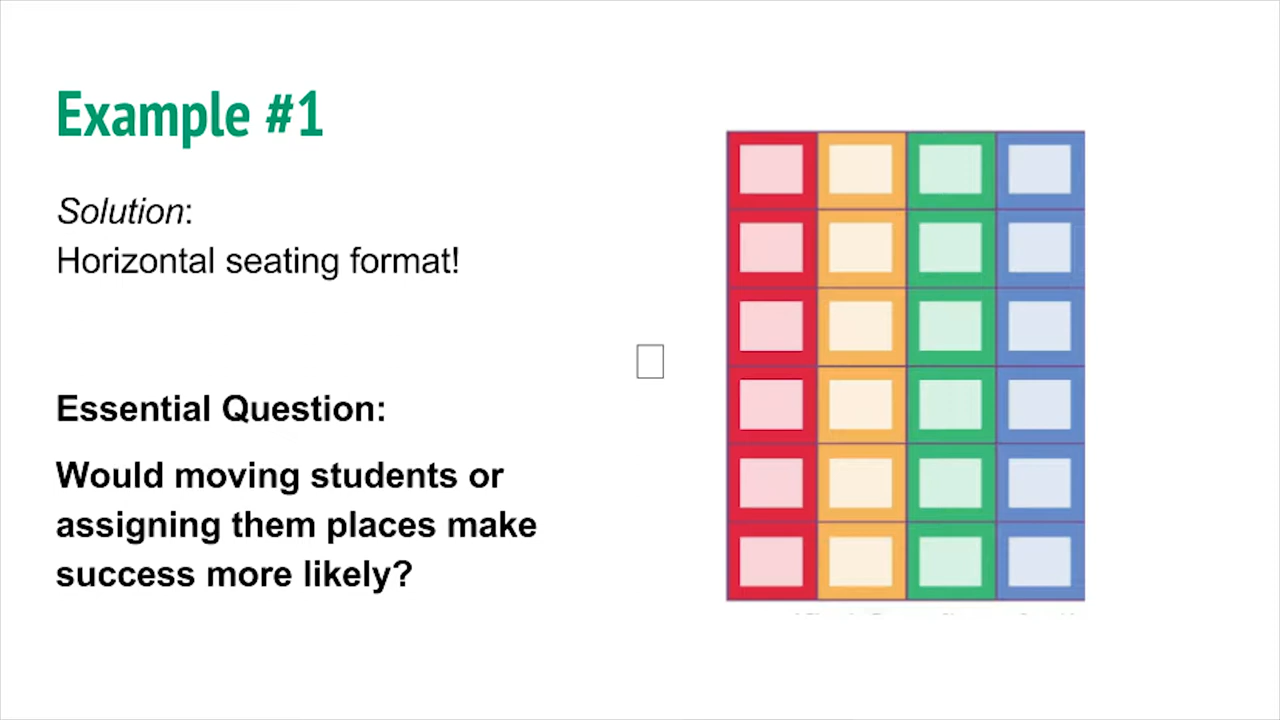 Example #1
Solution:
Horizontal seating format!
Essential Question:
Would moving students or
assigning them places make
success more likely?